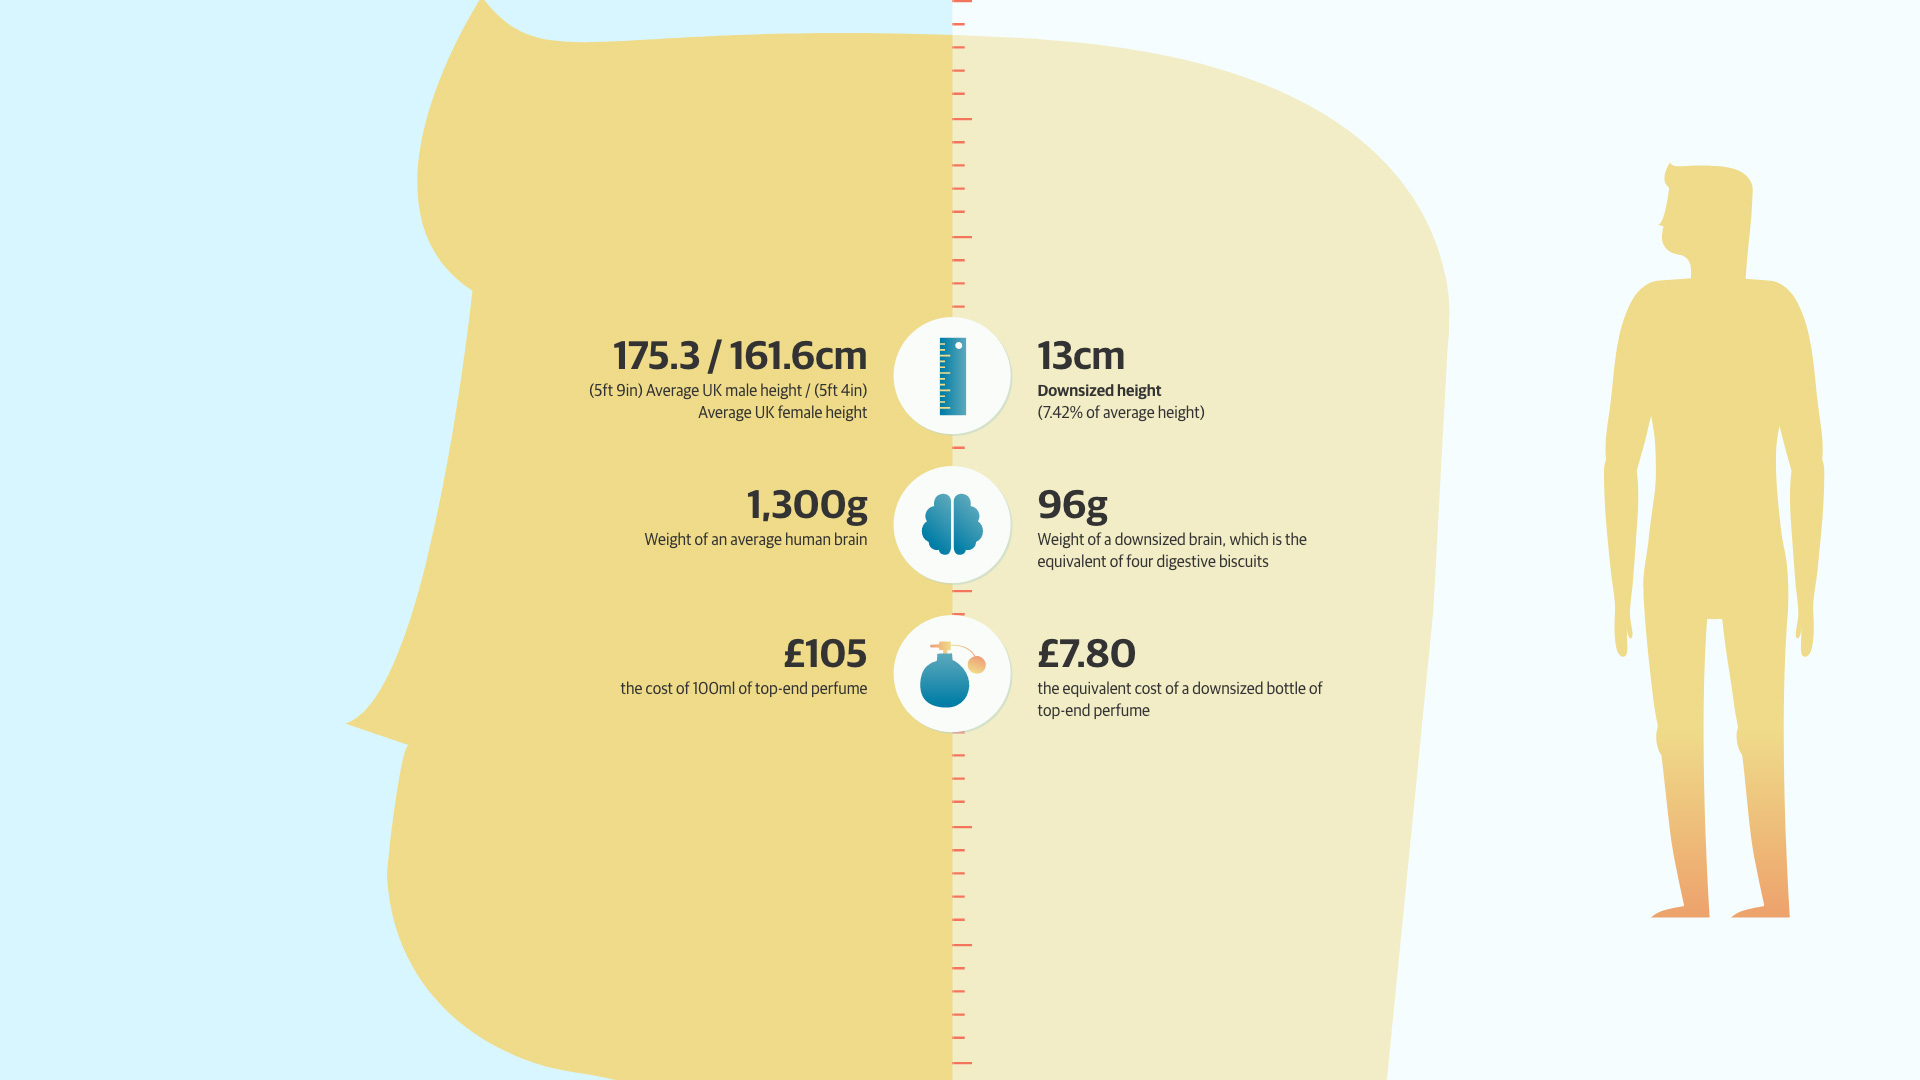 175.3 / 161.6cm
(5ft 9in) Average UK male height / (5ft 4in)
Average UK female height
13cm
Downsized height
(7.42% of average height)
1,300g
Weight of an average human brain
96g
Weight of a downsized brain, which is the
equivalent of four digestive biscuits
£105
the cost of 100ml of top-end perfume
£7.80
the equivalent cost of a downsized bottle of
top-end perfume